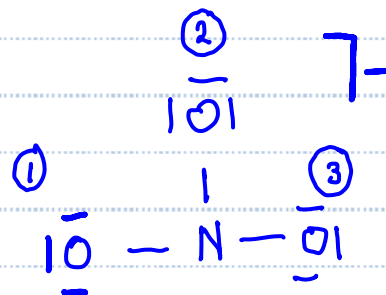 ②
|O| ]-
|
① ③
|O — N — O|